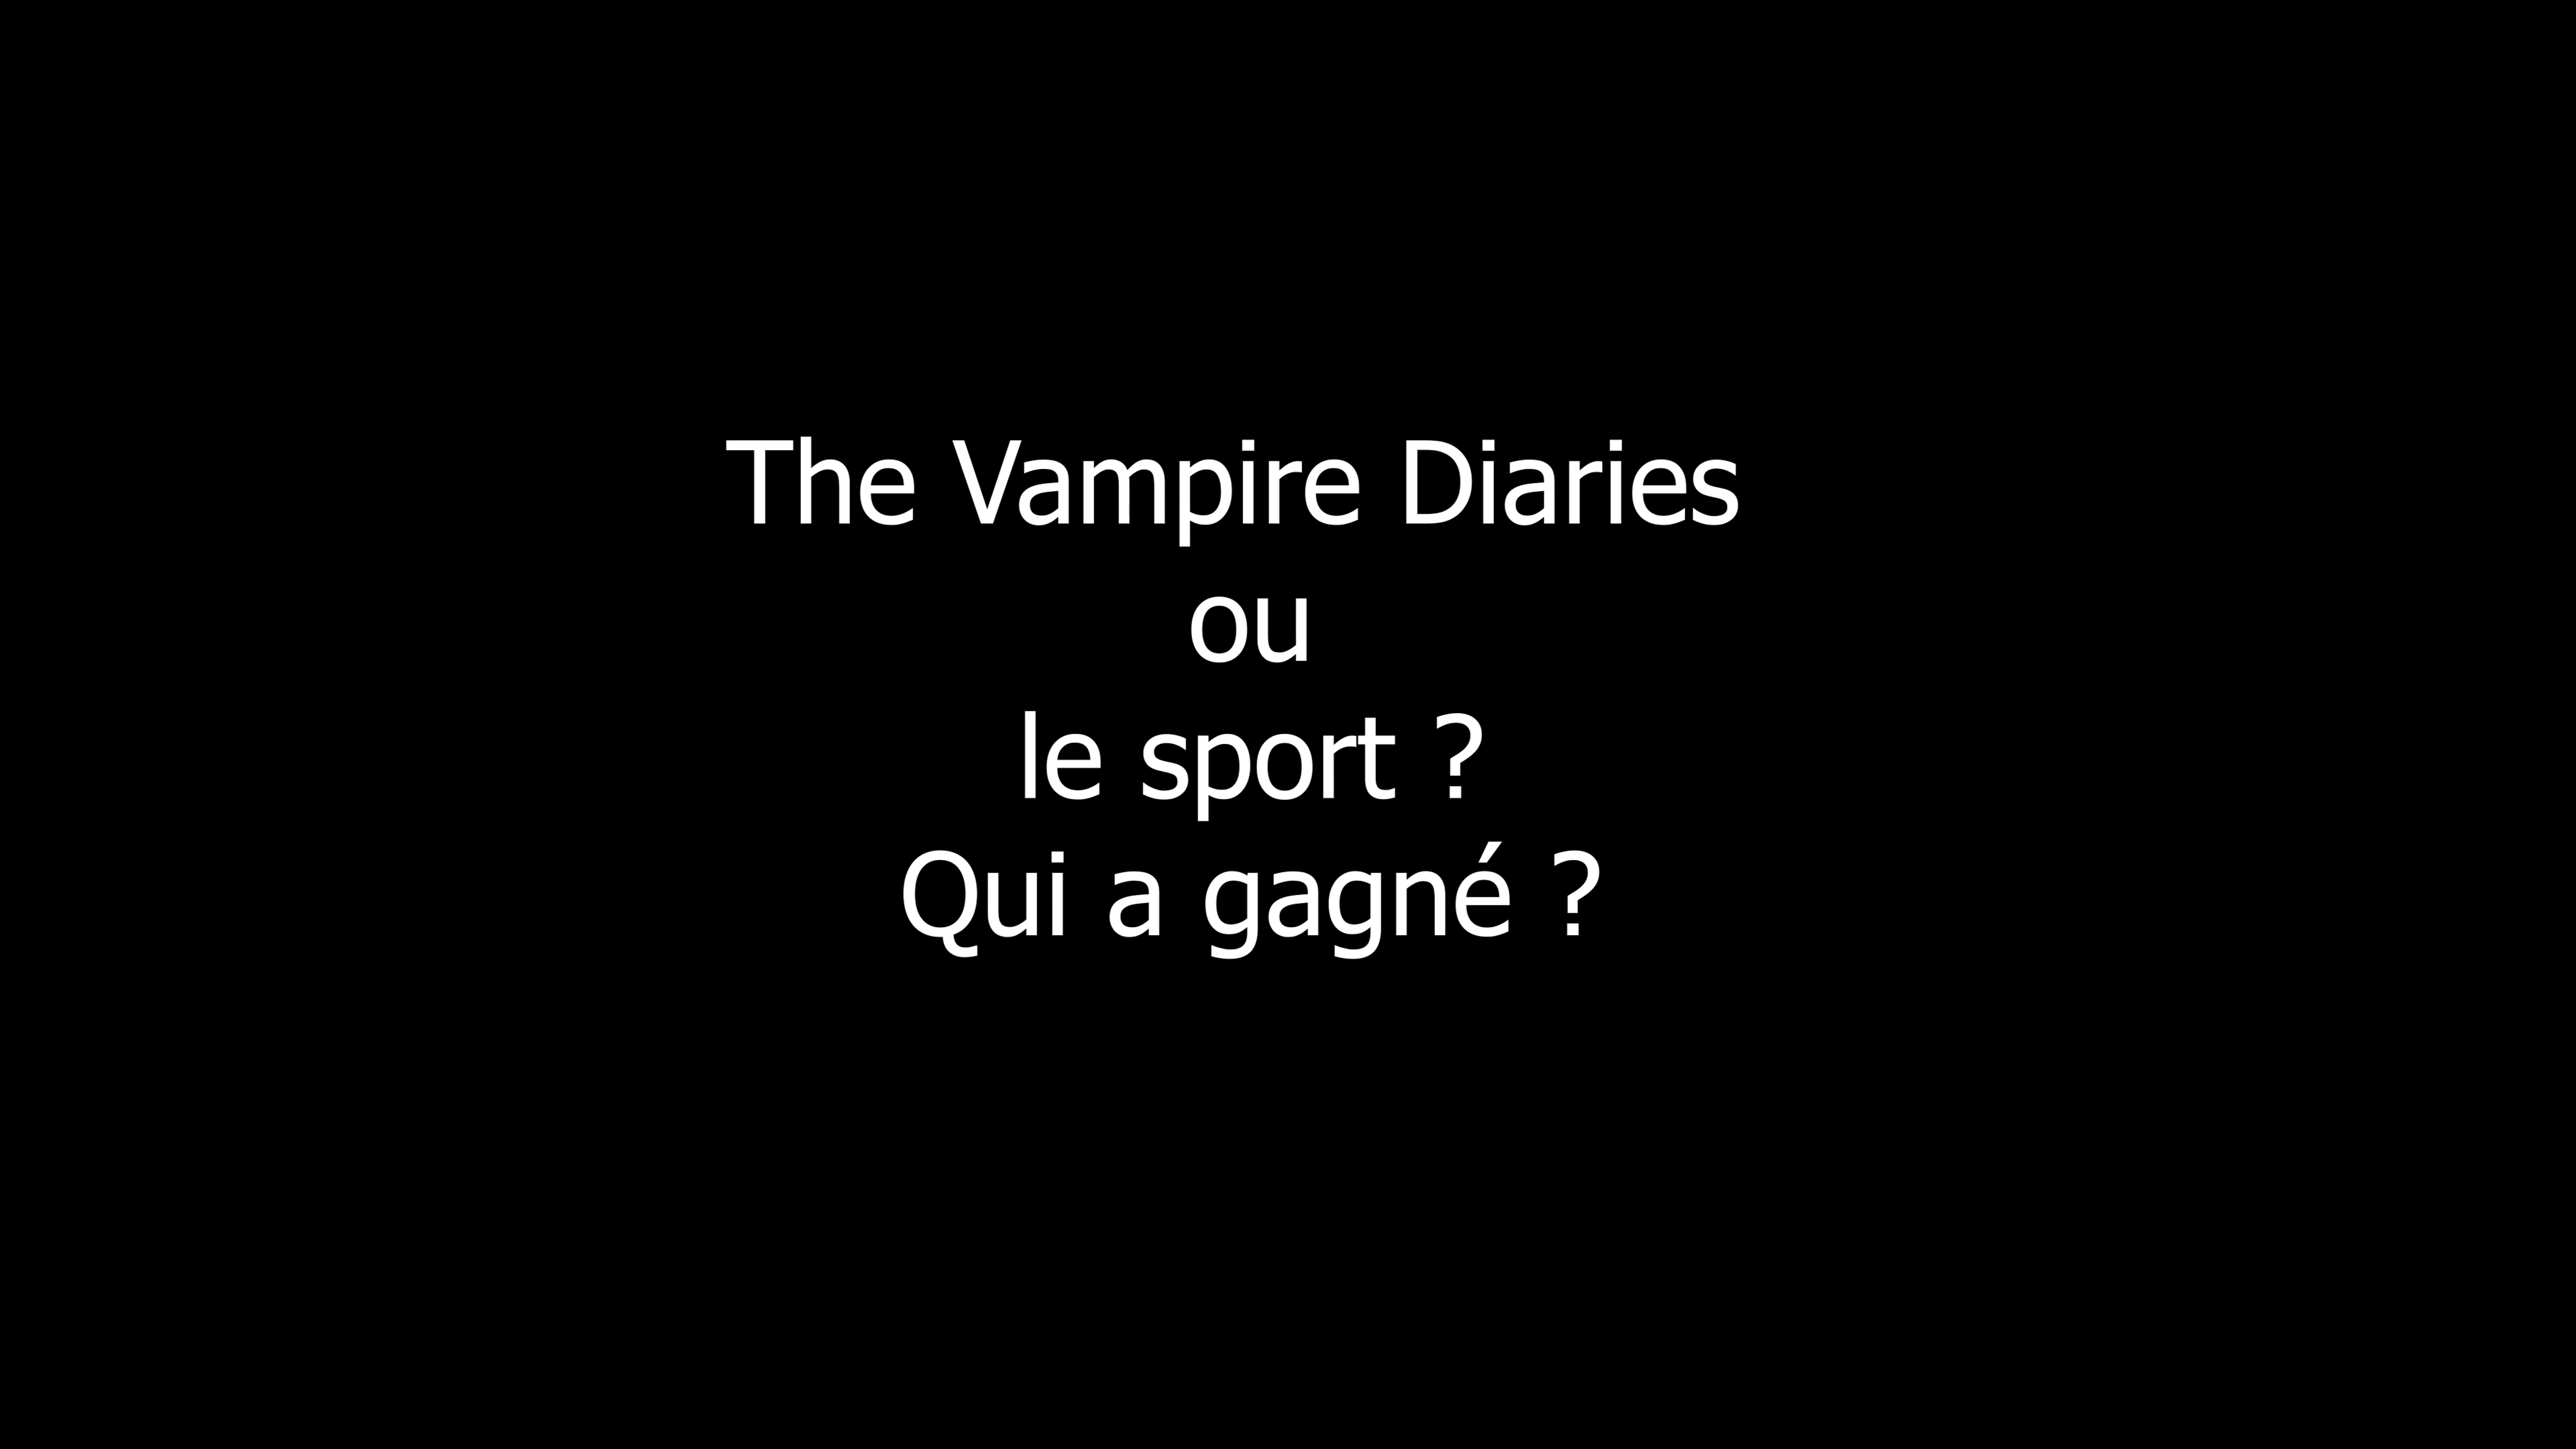 The Vampire Diaries
ou
le sport ?
Qui a gagné ?